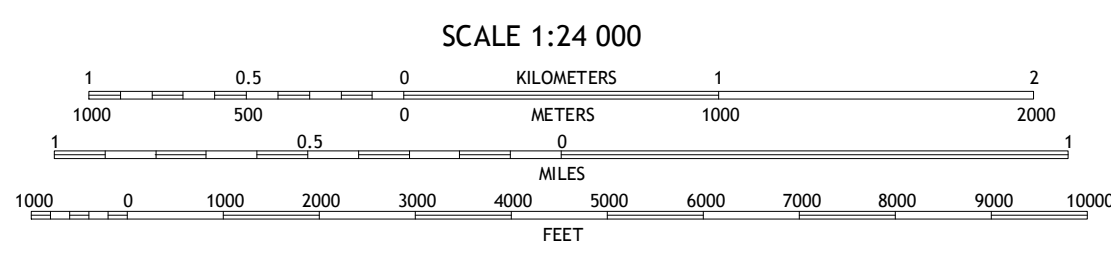 SCALE 1:24 000
1 0.5 0 KILOMETERS 1 2
1000 500 0 METERS 1000 2000
1 0.5 0 1
MILES
1000 0 1000 2000 3000 4000 5000 6000 7000 8000 9000 10000
FEET